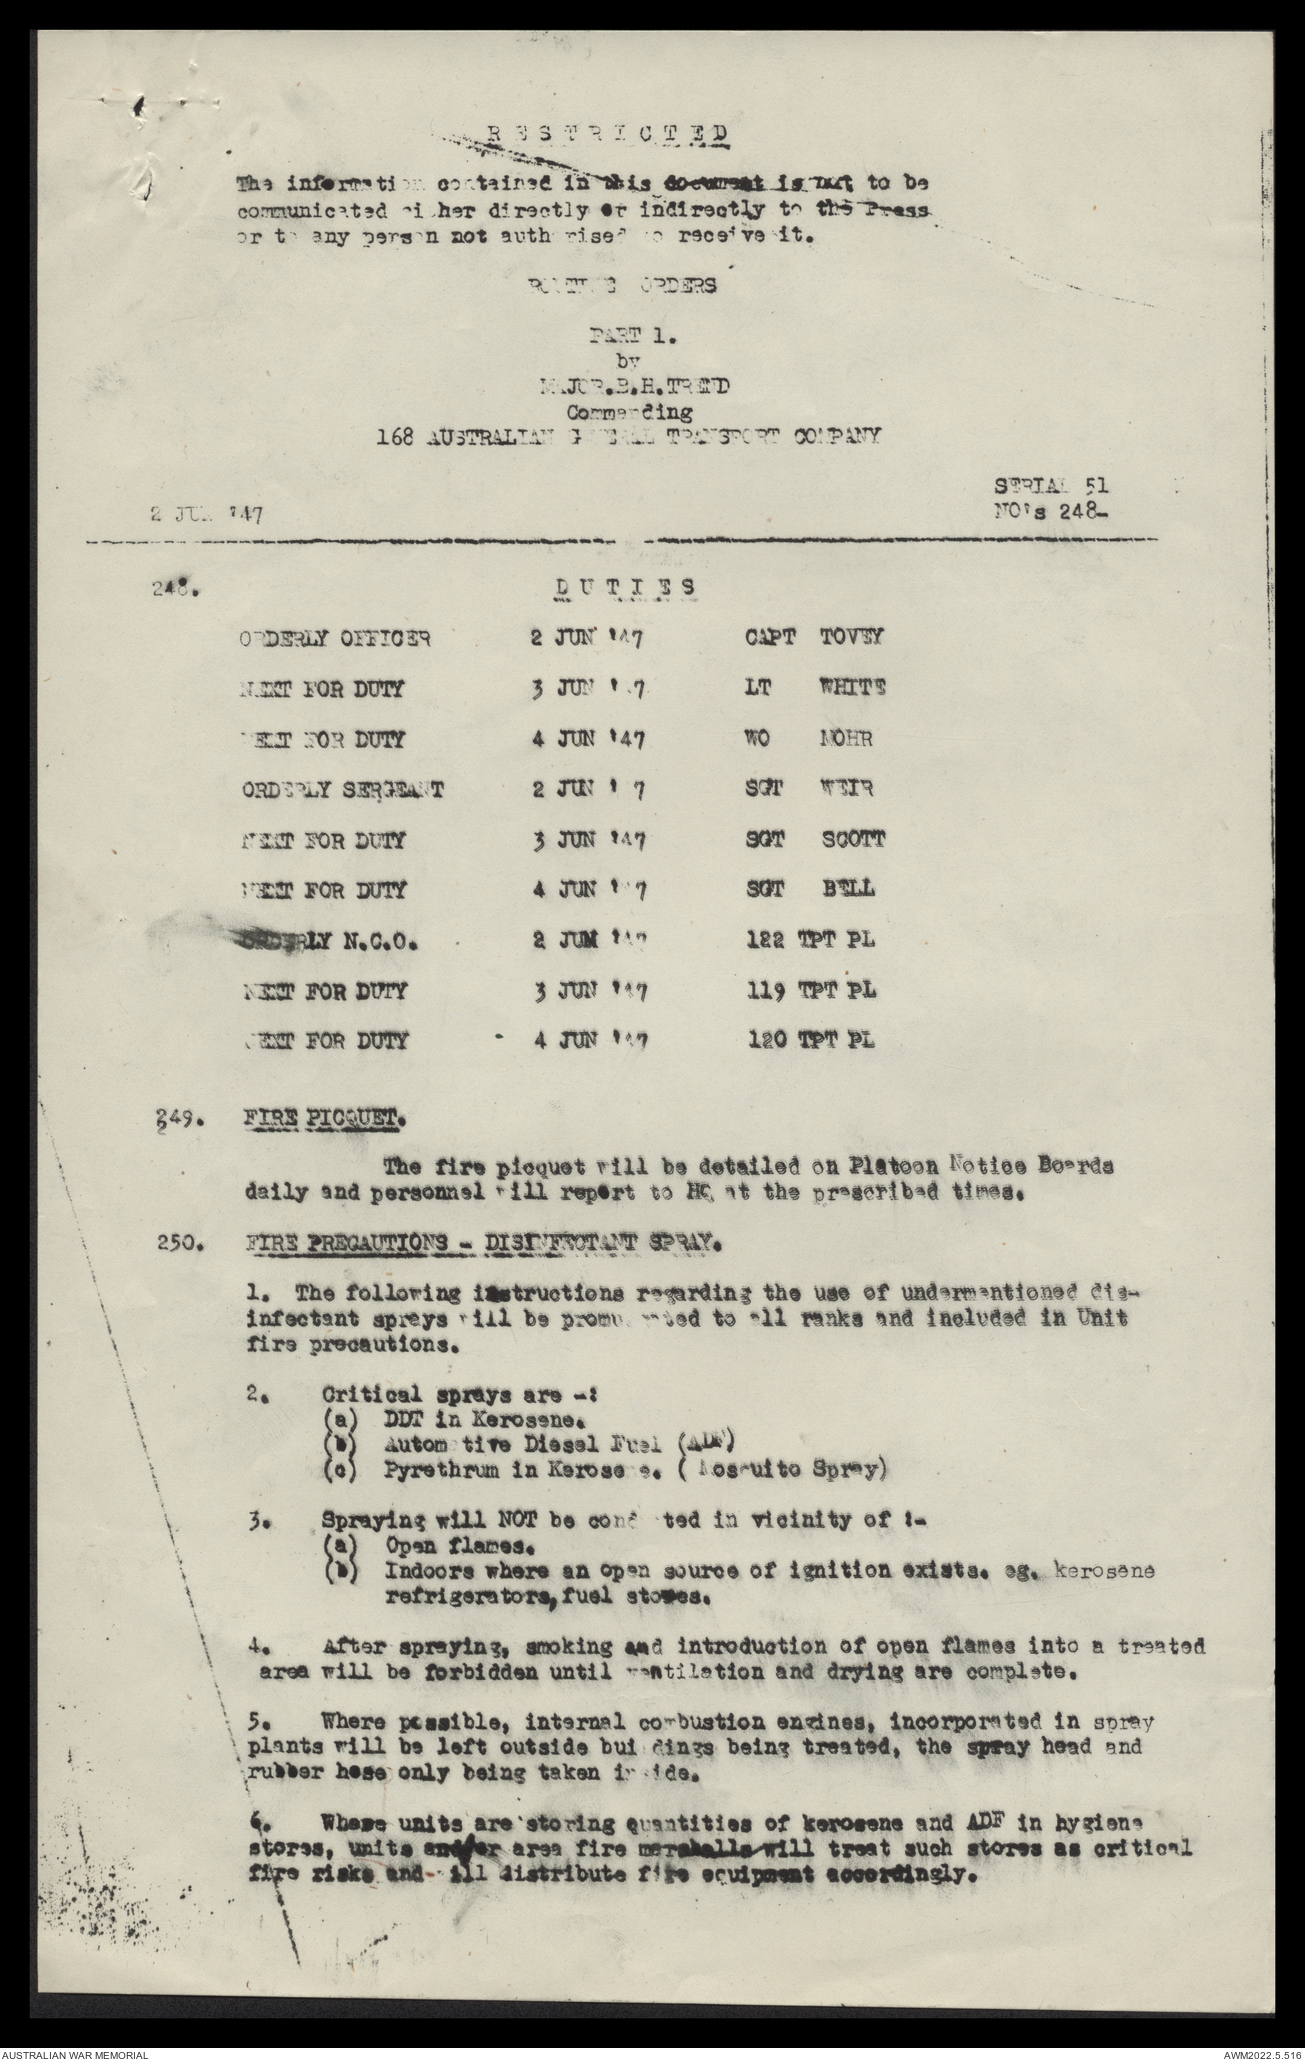 RESTRICTED
The information contained in this document is not to be
communicated either directly or indirectly to the Press
or to any person not authorised to receive it.
ROUTINE ORDERS
PART 1.
by
MAJOR.B.H.TREND
Commanding
168 AUSTRALIAN GENERAL TRANSPORT COMPANY
SERIAL 51
2 JUN '47 NO's 248-
248. DUTIES
ORDERLY OFFICER 2 JUN '47 CAPT TOVEY
NEXT FOR DUTY 3 JUN '47 LT WHITE
NEXT FOR DUTY 4 JUN '47 WO MOHR
ORDERLY SERGEANT 2 JUN '47 SGT WEIR
NEXT FOR DUTY 3 JUN '47 SGT SCOTT
NEXT FOR DUTY 4 JUN '47 SGT BELL
ORDERLY N.C.O. 2 JUN '47 122 TPT PL
NEXT FOR DUTY 3 JUN '47 119 TPT PL
NEXT FOR DUTY 4 JUN '47 120 TPT PL
249. FIRE PICQUET.
The fire picquet will be detailed on Platoon Notice Boards
daily and personnel will report to HQ at the prescribed times.
250. FIRE PRECAUTIONS - DISINFECTANT SPRAY.
1. The following instructions regarding the use of undermentioned dis-
infectant sprays will be promulgated to all ranks and included in Unit
fire precautions.
2. Critical sprays are -:
(a) DDT in Kerosene.
(b) Automotive Diesel Fuel (ADF)
(c) Pyrethrum in Kerosene. (Mosquito Spray)
3. Spraying will NOT be conducted in vicinity of :-
(a) Open flames.
(b) Indoors where an open source of ignition exists. eg. kerosene
refrigerators, fuel stoves.
4. After spraying, smoking and introduction of open flames into a treated
area will be forbidden until ventilation and drying are complete.
5. Where possible, internal combustion engines, incorporated in spray
plants will be left outside buildings being treated, the spray head and
rubber hose only being taken inside.
6. Where units are storing quantities of kerosene and ADF in hygiene
stores, units and/or area fire marshalls will treat such stores as critical
fire risks and will distribute fire equipment accordingly.
AUSTRALIAN WAR MEMORIAL AWM2022.5.516